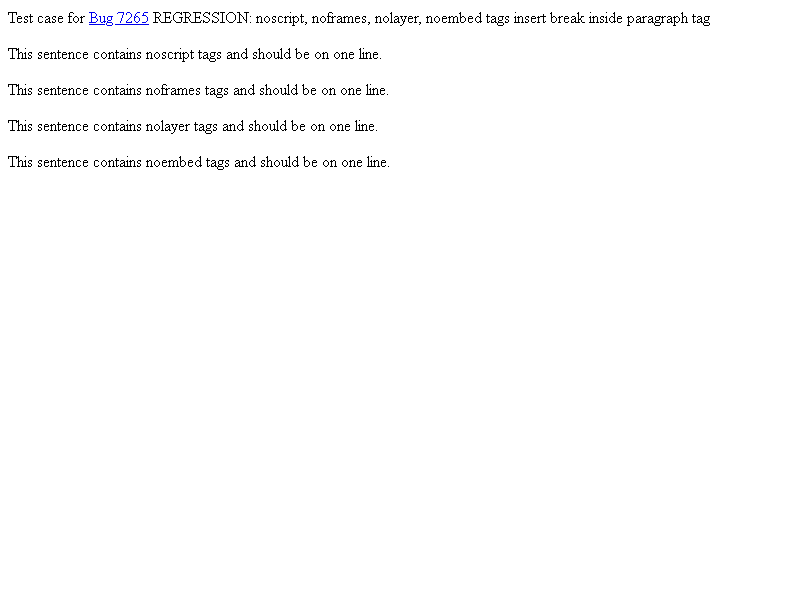 Test case for Bug 7265 REGRESSION: noscript, noframes, nolayer, noembed tags insert break inside paragraph tag
This sentence contains noscript tags and should be on one line.
This sentence contains noframes tags and should be on one line.
This sentence contains nolayer tags and should be on one line.
This sentence contains noembed tags and should be on one line.